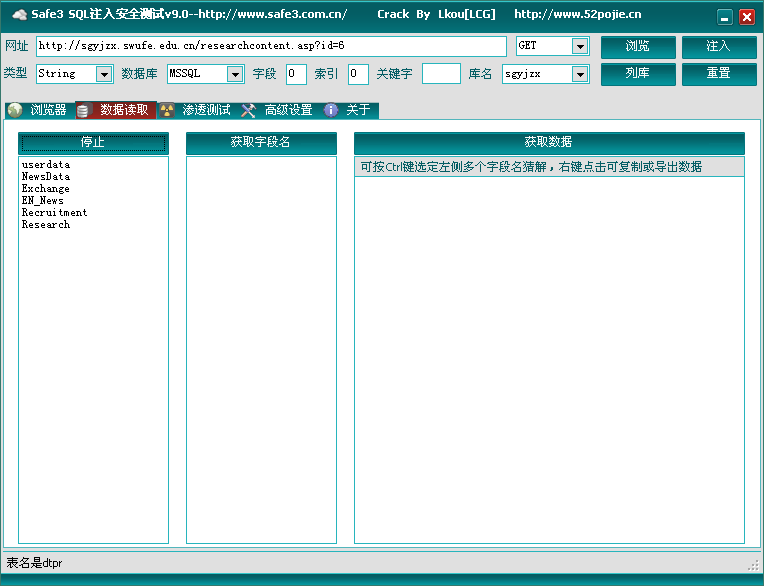 Safe3 SQL注入安全测试v9.0--http://www.safe3.com.cn/ Crack By Lkou[LCG] http://www.52pojie.cn
网址 http://sgyjzx.swufe.edu.cn/researchcontent.asp?id=6 GET 浏览 注入
类型 String 数据库 MSSQL 字段 0 索引 0 关键字 库名 sgyjzx 列库 重置
浏览器 数据读取 渗透测试 高级设置 关于
停止 获取字段名 获取数据
可按Ctrl键选定左侧多个字段名猜解，右键点击可复制或导出数据
userdata
NewsData
Exchange
EN_News
Recruitment
Research
表名是dtpr